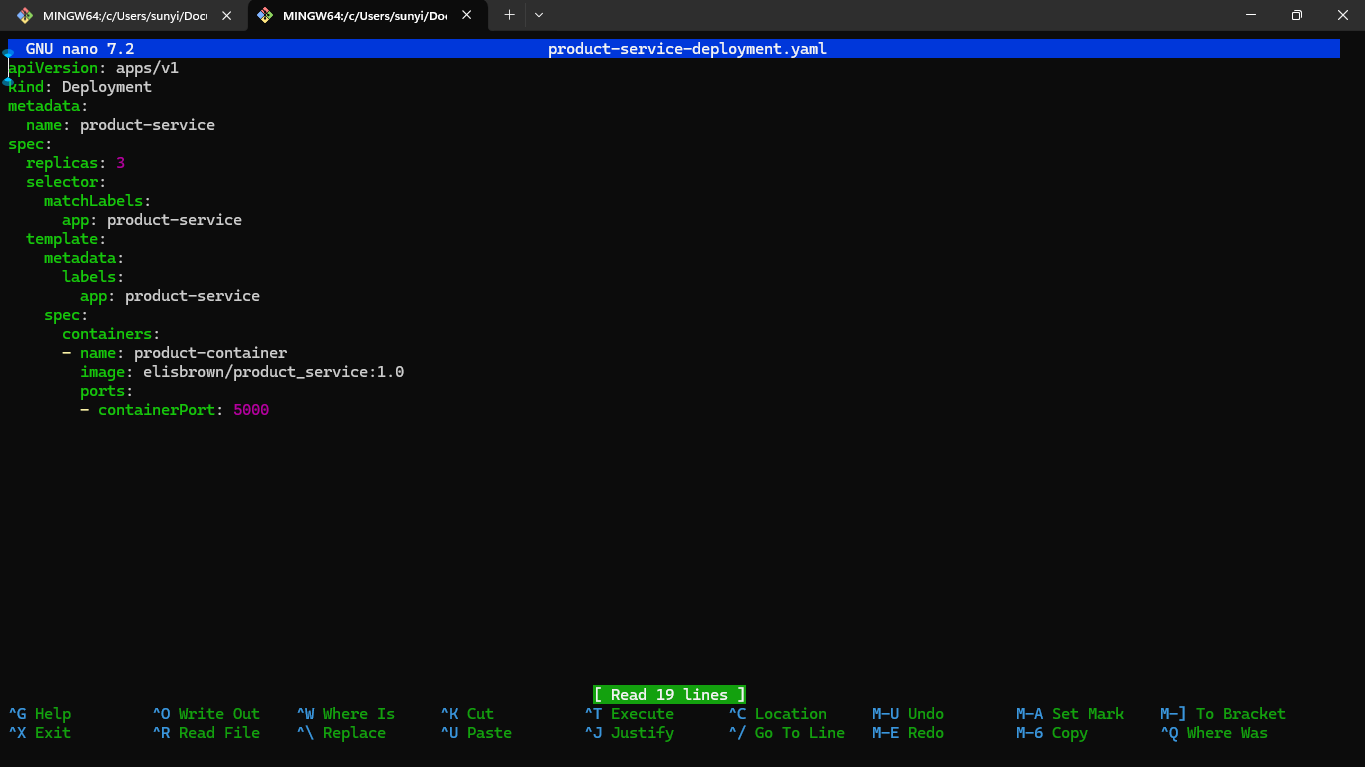 MINGW64:/c/Users/sunyi/Docu
MINGW64:/c/Users/sunyi/Doc
GNU nano 7.2 product-service-deployment.yaml
apiVersion: apps/v1
kind: Deployment
metadata:
  name: product-service
spec:
  replicas: 3
  selector:
    matchLabels:
      app: product-service
  template:
    metadata:
      labels:
        app: product-service
    spec:
      containers:
      - name: product-container
        image: elisbrown/product_service:1.0
        ports:
        - containerPort: 5000
[ Read 19 lines ]
^G Help ^O Write Out ^W Where Is ^K Cut ^T Execute ^C Location M-U Undo M-A Set Mark M-] To Bracket
^X Exit ^R Read File ^\ Replace ^U Paste ^J Justify ^/ Go To Line M-E Redo M-6 Copy ^Q Where Was